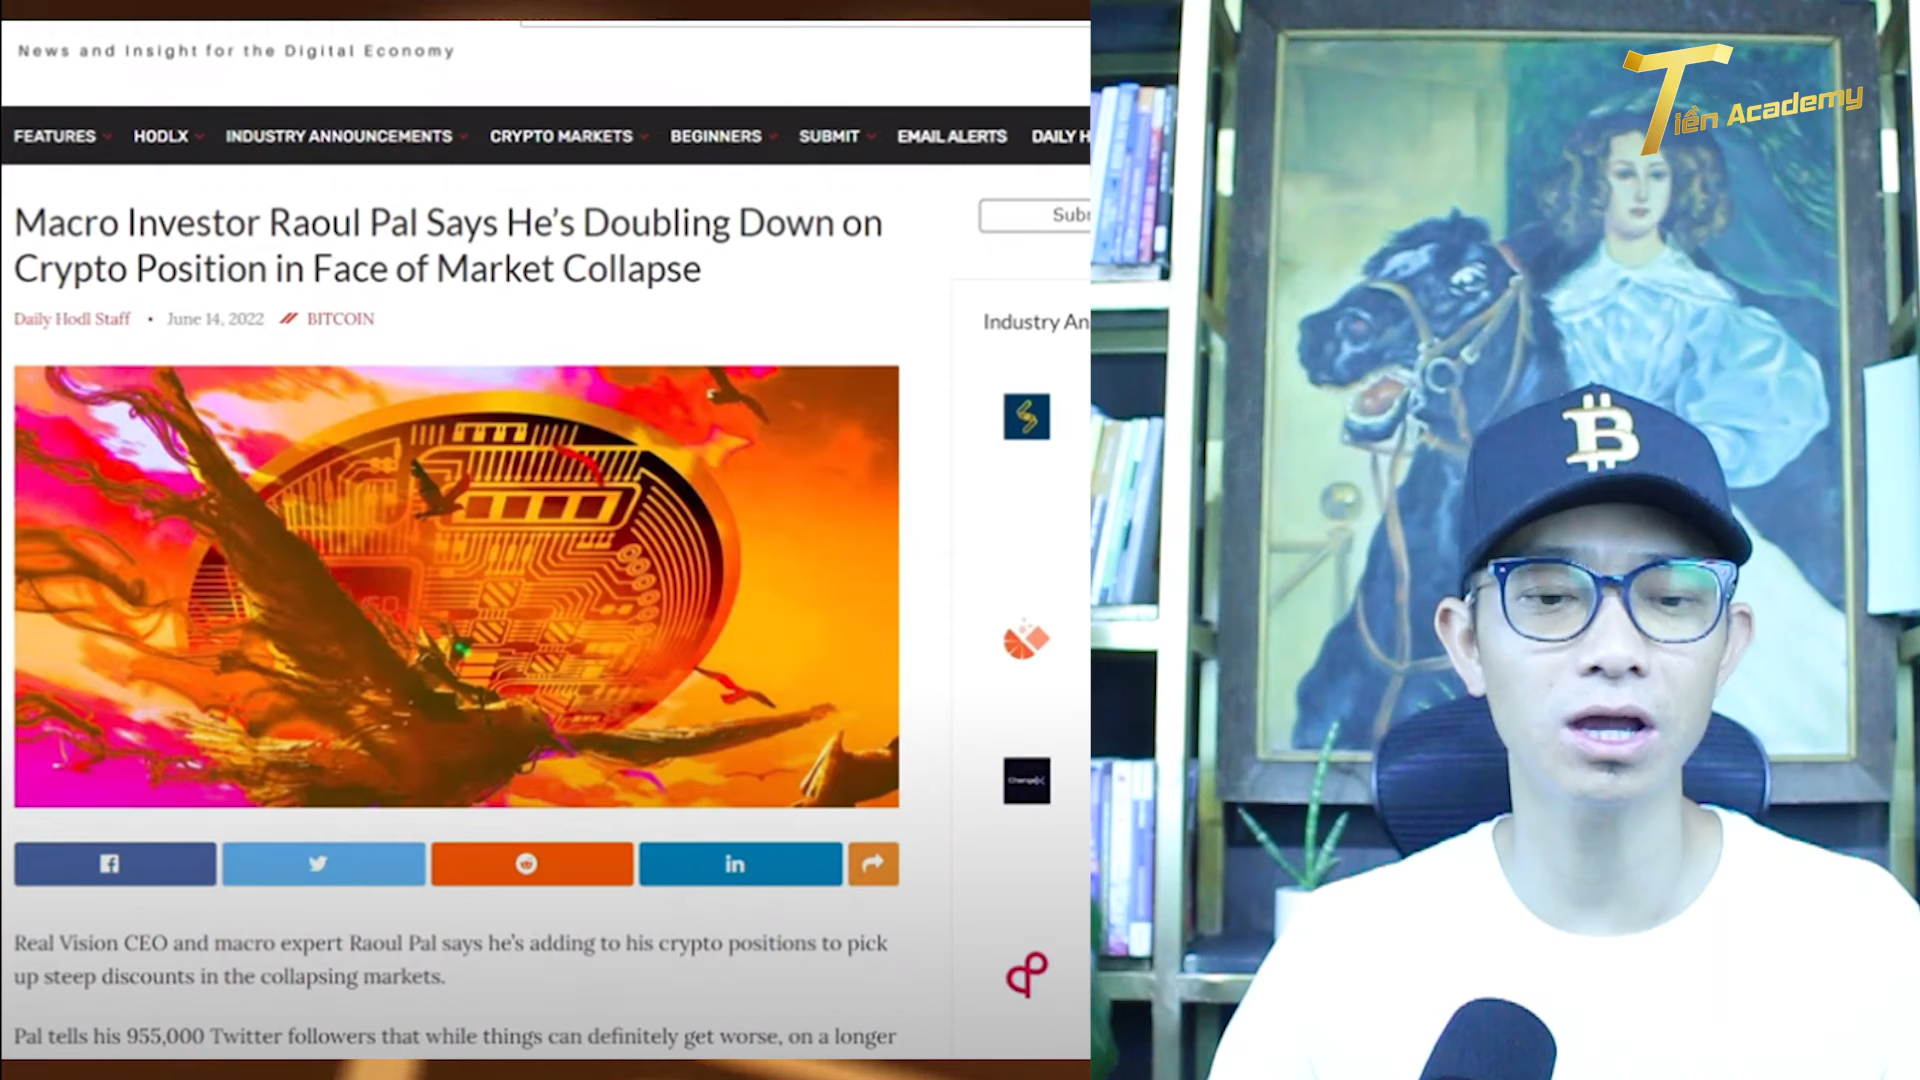 News and Insight for the Digital Economy
FEATURES HODLX INDUSTRY ANNOUNCEMENTS CRYPTO MARKETS BEGINNERS SUBMIT EMAIL ALERTS DAILY H
Macro Investor Raoul Pal Says He's Doubling Down on
Crypto Position in Face of Market Collapse
Daily Hodl Staff • June 14, 2022 BITCOIN
Subr
Industry An
Real Vision CEO and macro expert Raoul Pal says he's adding to his crypto positions to pick
up steep discounts in the collapsing markets.
Pal tells his 955,000 Twitter followers that while things can definitely get worse, on a longer
Tiền Academy